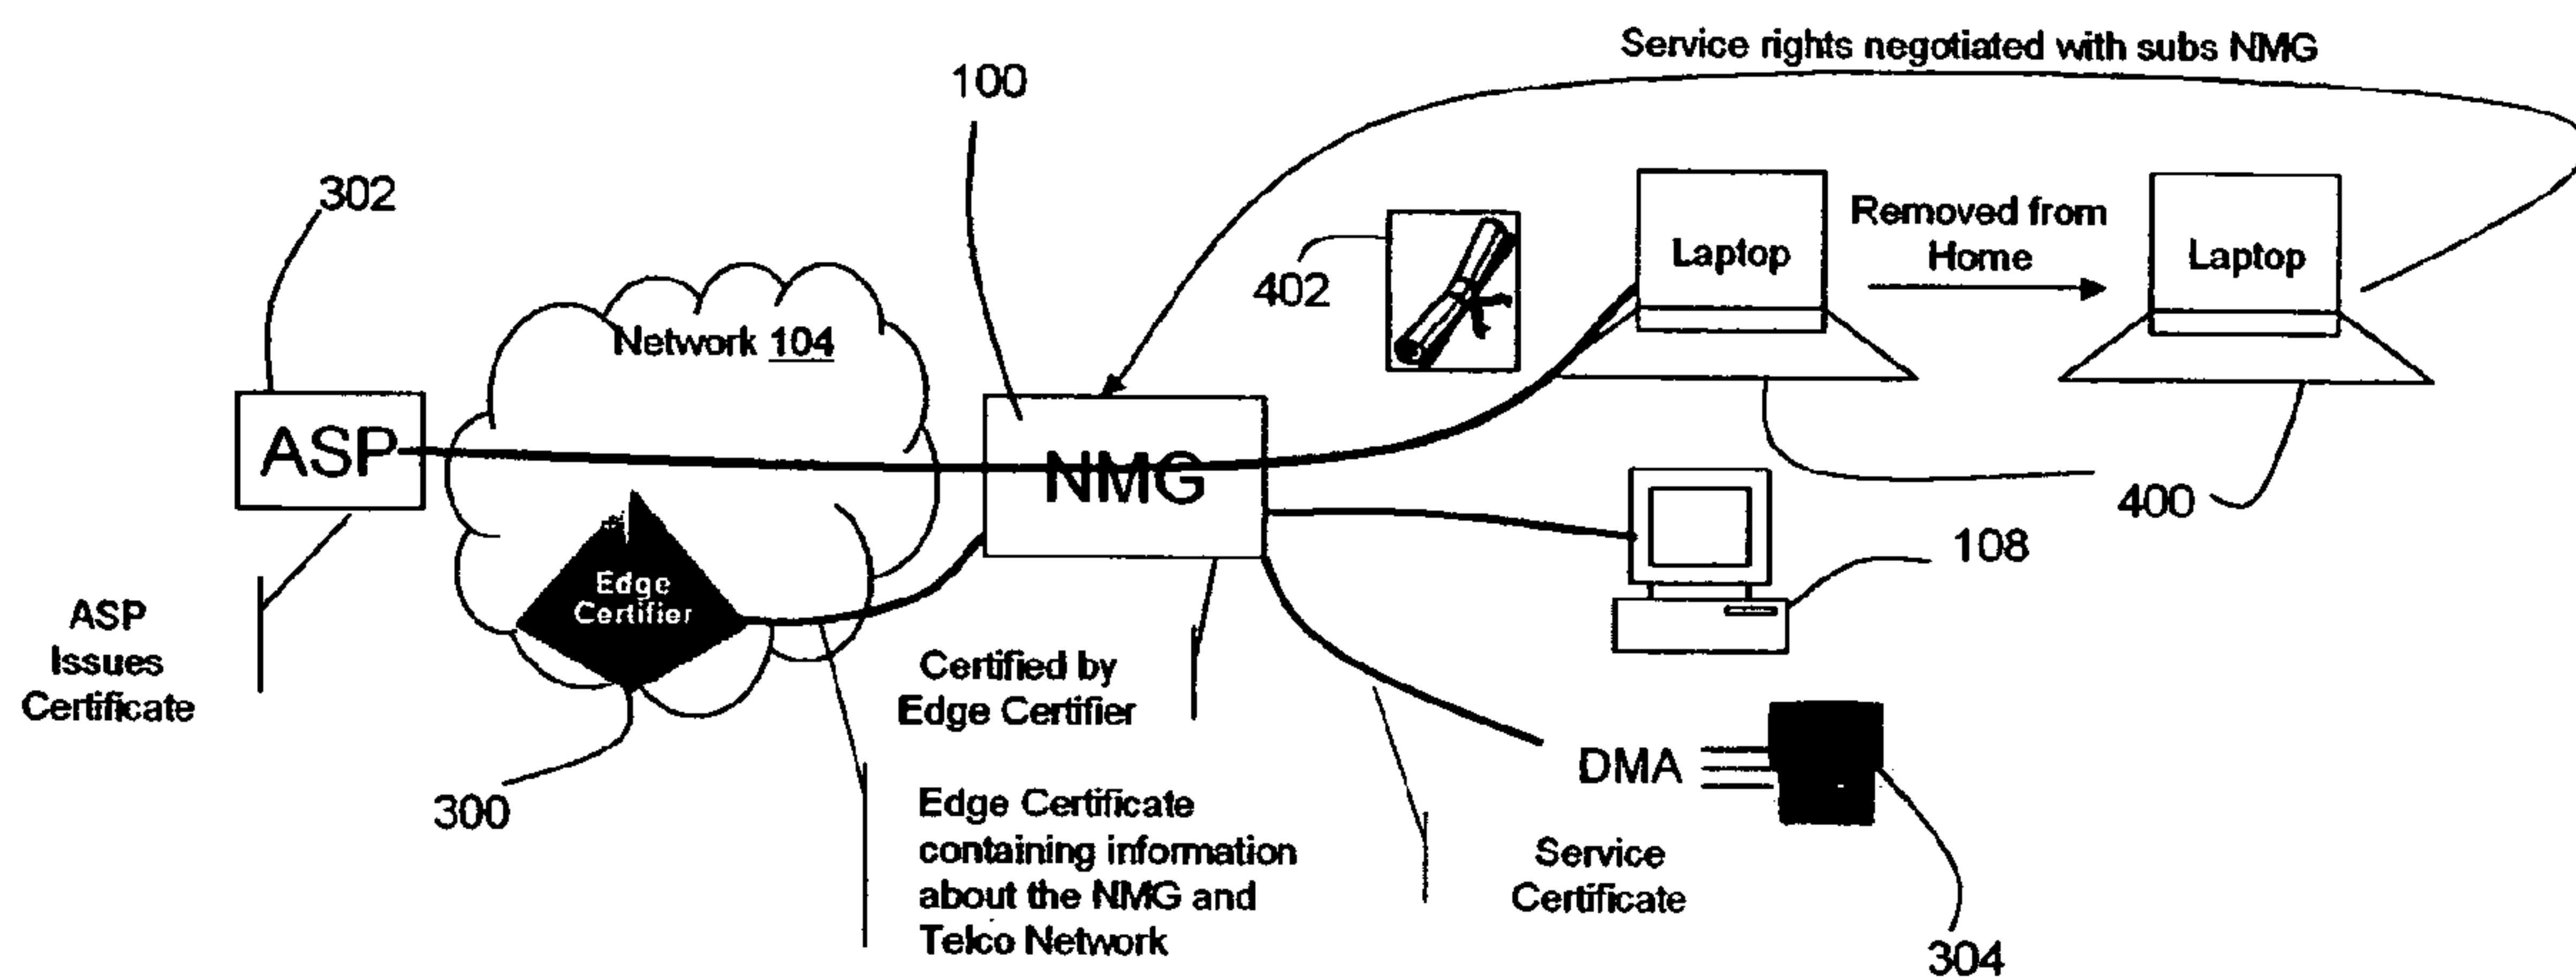 Service rights negotiated with subs NMG
100
302
Removed from
Home
Laptop
Laptop
402
Network 104
ASP
NMG
400
108
Edge
Certifier
ASP
Issues
Certificate
Certified by
Edge Certifier
300
DMA
Edge Certificate
containing information
about the NMG and
Telco Network
Service
Certificate
304